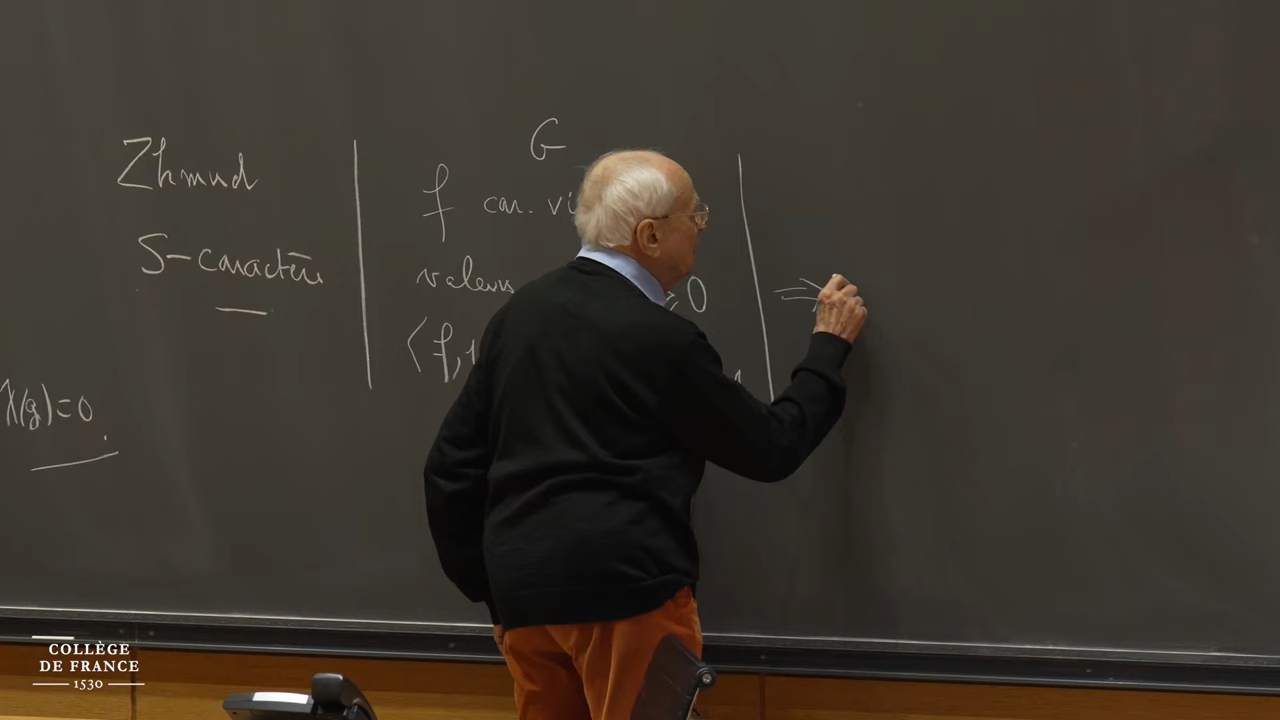 Zhmud
S-caractère
χ(g)=0
G
f car. vi
valeurs ≥0
⟨f,1
⇒
COLLÈGE
DE FRANCE
1530